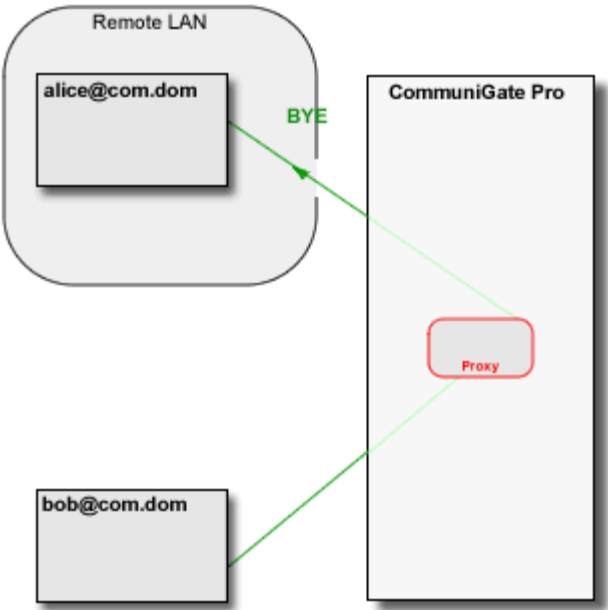 Remote LAN
alice@com.dom
CommuniGate Pro
BYE
Proxy
bob@com.dom